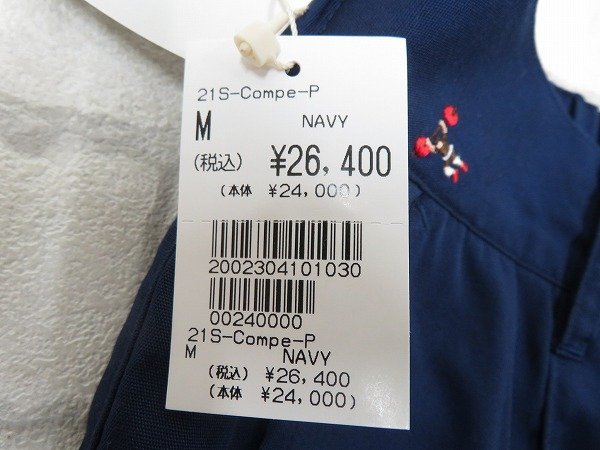 21S-Compe-P
M NAVY
(税込) ¥26,400
(本体 ¥24,000)
2002304101030
00240000
21S-Compe-P
M NAVY
(税込) ¥26,400
(本体 ¥24,000)